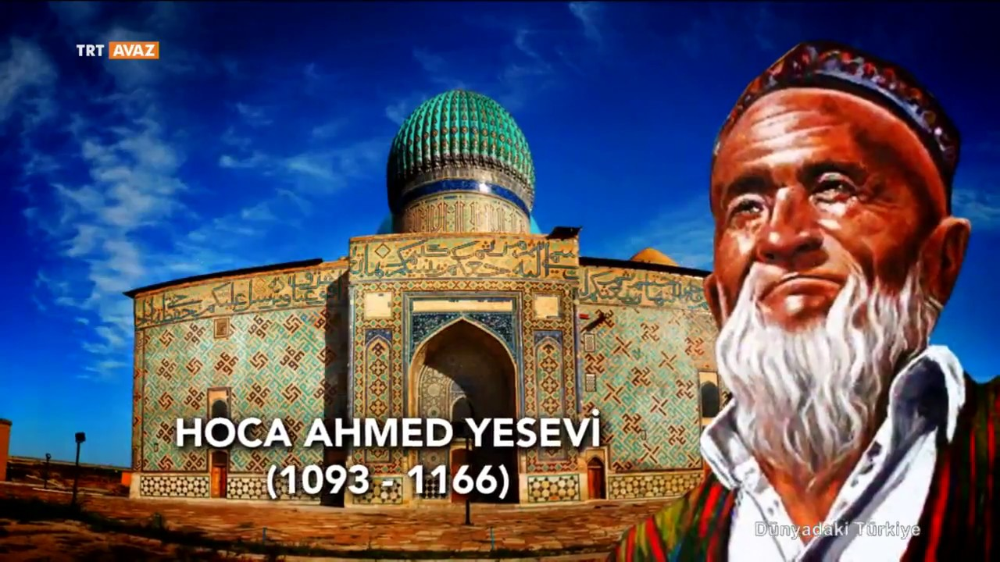 TRT AVAZ
HOCA AHMED YESEVİ
(1093 - 1166)
Dünyadaki Türkiye